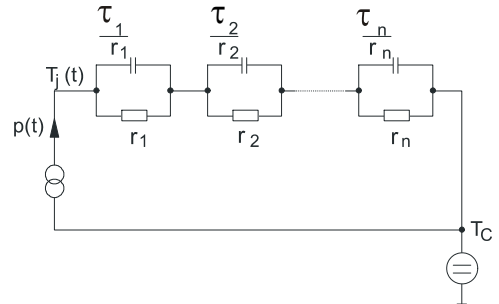 τ1 τ2 τn
r1 r2 rn
Tj(t)
p(t)
r1 r2 rn
TC